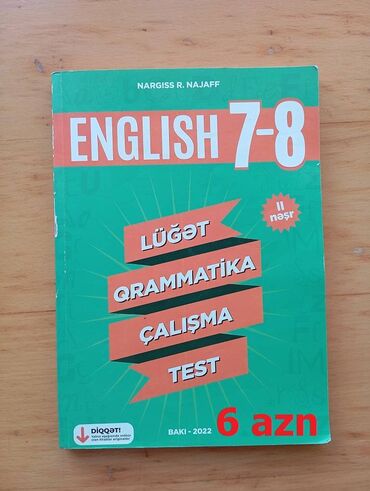 NARGISS R. NAJAFF
ENGLISH 7-8
II
nəşr
LÜĞƏT
QRAMMATİKA
ÇALIŞMA
TEST
DİQQƏT!
BAKI - 2022
6 azn